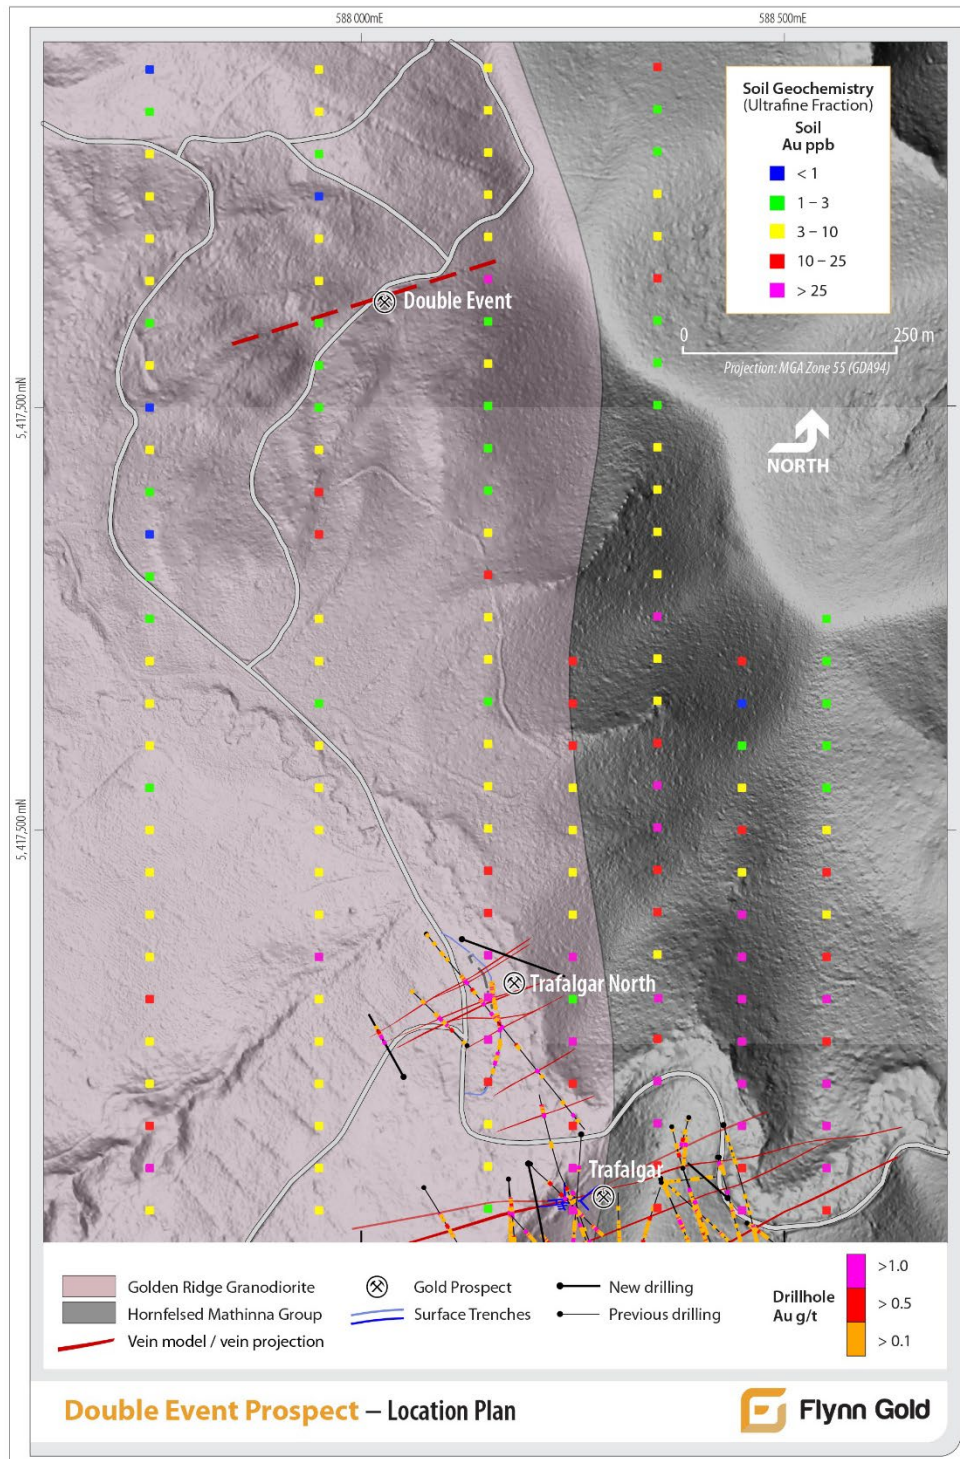 588 000mE
588 500mE
Soil Geochemistry
(Ultrafine Fraction)
Soil
Au ppb
< 1
1 – 3
3 – 10
10 – 25
> 25
0 250 m
Projection: MGA Zone 55 (GDA94)
Double Event
5,417,500 mN
NORTH
5,417,500 mN
Trafalgar North
Trafalgar
Golden Ridge Granodiorite
Hornfelsed Mathinna Group
Vein model / vein projection
Gold Prospect
Surface Trenches
New drilling
Previous drilling
Drillhole
Au g/t
>1.0
> 0.5
> 0.1
Double Event Prospect – Location Plan
Flynn Gold